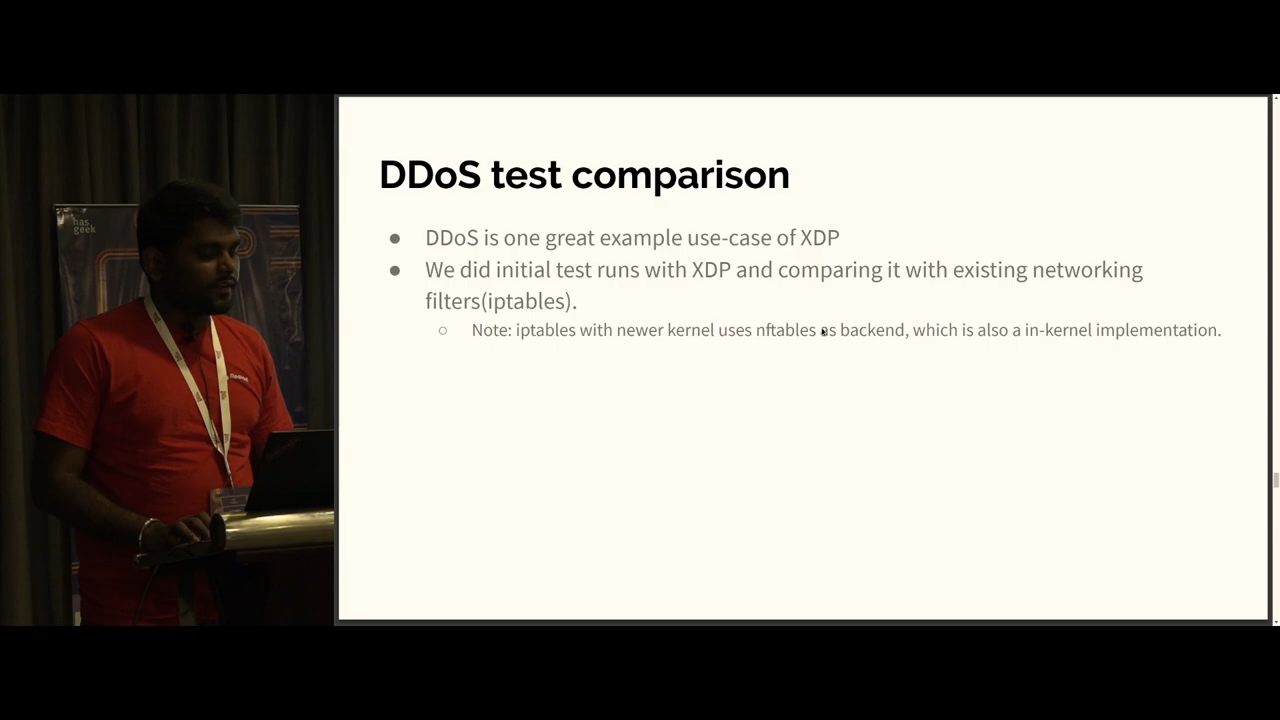 has
geek
DDoS test comparison
● DDoS is one great example use-case of XDP
● We did initial test runs with XDP and comparing it with existing networking
filters(iptables).
○ Note: iptables with newer kernel uses nftables as backend, which is also a in-kernel implementation.